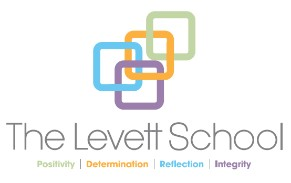 The Levett School
Positivity | Determination | Reflection | Integrity